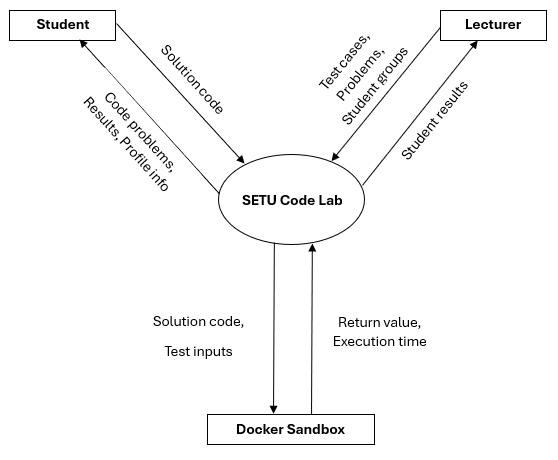 Student
Lecturer
Solution code
Code problems,
Results, Profile info
Test cases,
Problems,
Student groups
Student results
SETU Code Lab
Solution code,
Test inputs
Return value,
Execution time
Docker Sandbox